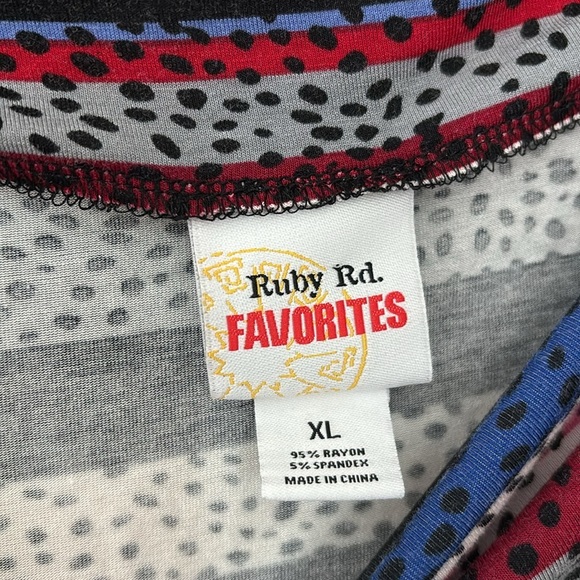 Ruby Rd.
FAVORITES
XL
95% RAYON
5% SPANDEX
MADE IN CHINA